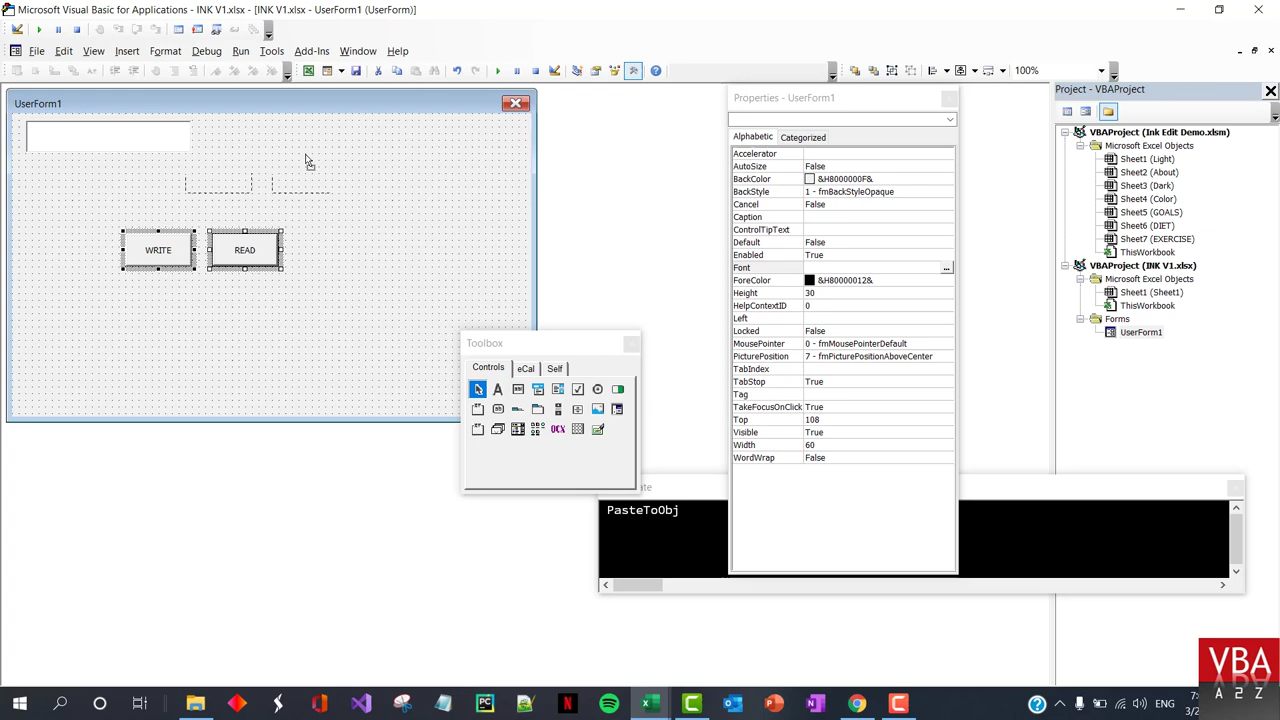 Microsoft Visual Basic for Applications - INK V1.xlsx - [INK V1.xlsx - UserForm1 (UserForm)]
File Edit View Insert Format Debug Run Tools Add-Ins Window Help
100%
UserForm1
WRITE
READ
Toolbox
Controls eCal Self
OCX
Properties - UserForm1
Alphabetic Categorized
Accelerator
AutoSize False
BackColor &H8000000F&
BackStyle 1 - fmBackStyleOpaque
Cancel False
Caption
ControlTipText
Default False
Enabled True
Font ...
ForeColor &H80000012&
Height 30
HelpContextID 0
Left
Locked False
MousePointer 0 - fmMousePointerDefault
PicturePosition 7 - fmPicturePositionAboveCenter
TabIndex
TabStop True
Tag
TakeFocusOnClick True
Top 108
Visible True
Width 60
WordWrap False
PasteToObj
Project - VBAProject
VBAProject (Ink Edit Demo.xlsm)
Microsoft Excel Objects
Sheet1 (Light)
Sheet2 (About)
Sheet3 (Dark)
Sheet4 (Color)
Sheet5 (GOALS)
Sheet6 (DIET)
Sheet7 (EXERCISE)
ThisWorkbook
VBAProject (INK V1.xlsx)
Microsoft Excel Objects
Sheet1 (Sheet1)
ThisWorkbook
Forms
UserForm1
VBA
A 2 Z
ENG